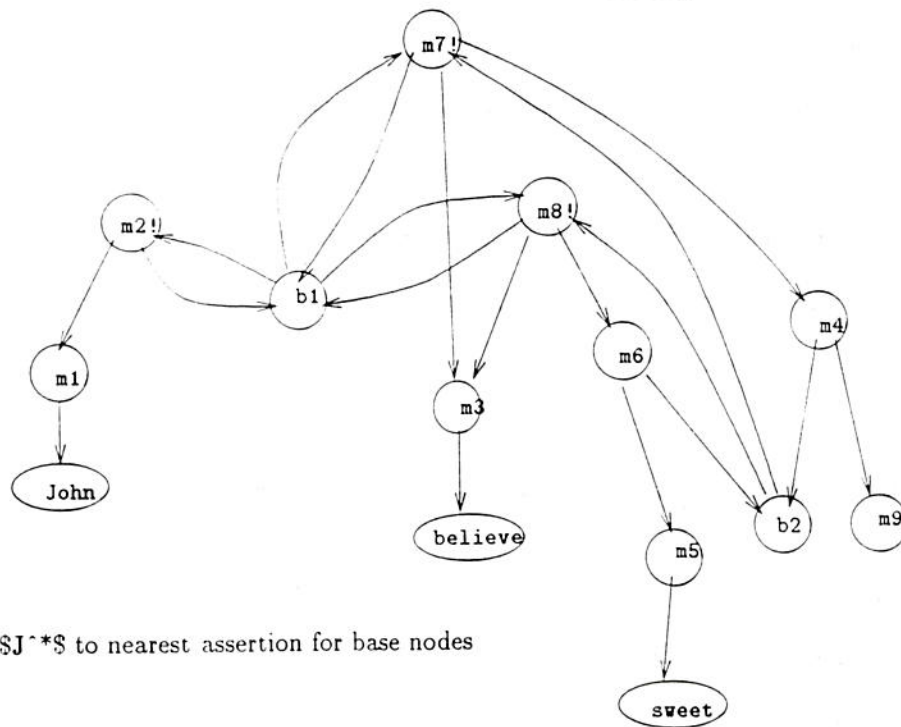 m7!
m2!
m8!
b1
m4
m6
m1
m3
John
believe
b2
m9
m5
$J^*$ to nearest assertion for base nodes
sweet